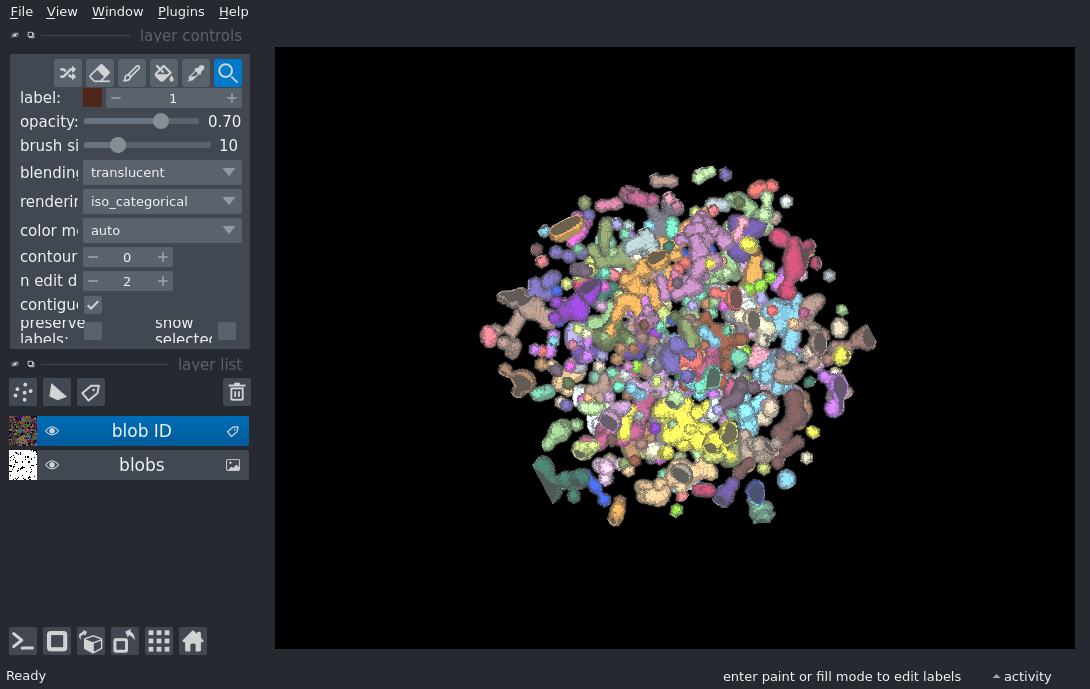 File View Window Plugins Help
layer controls
label: 1
opacity: 0.70
brush si 10
blending translucent
renderin iso_categorical
color m auto
contour 0
n edit d 2
contigu
preserve show
labels: selected
layer list
blob ID
blobs
Ready enter paint or fill mode to edit labels activity